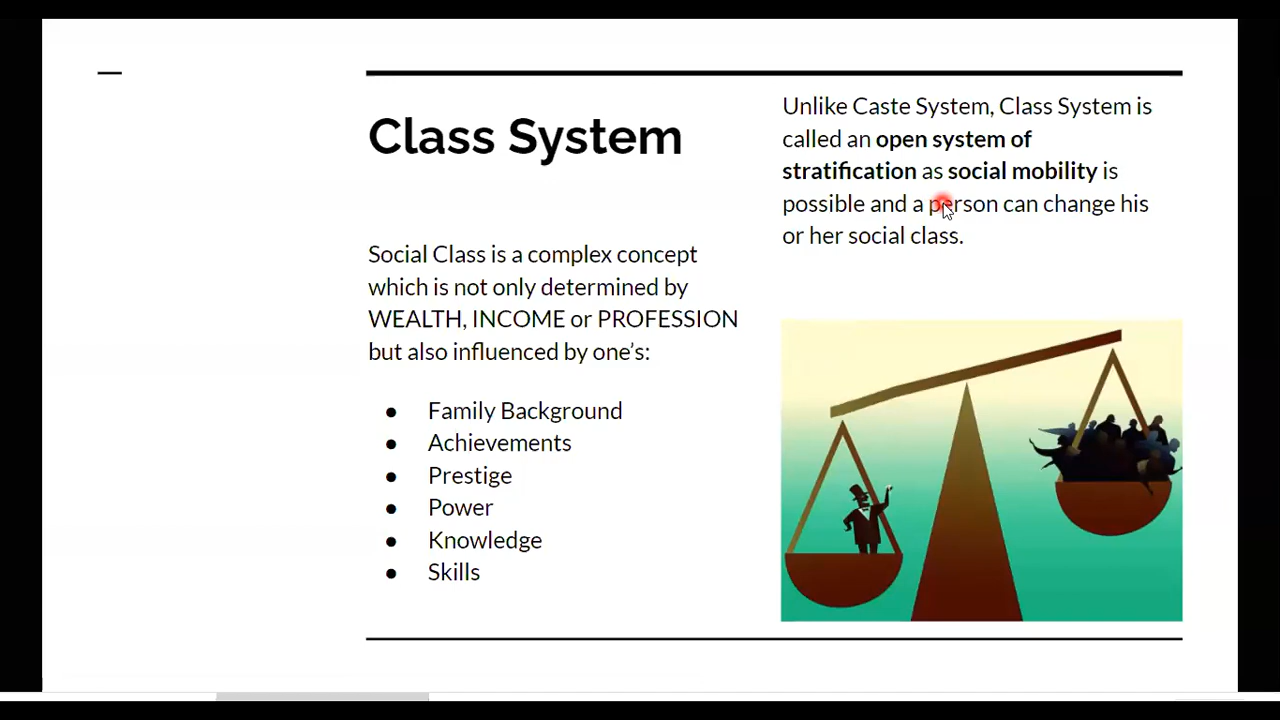 Class System
Social Class is a complex concept
which is not only determined by
WEALTH, INCOME or PROFESSION
but also influenced by one’s:
● Family Background
● Achievements
● Prestige
● Power
● Knowledge
● Skills
Unlike Caste System, Class System is
called an open system of
stratification as social mobility is
possible and a person can change his
or her social class.